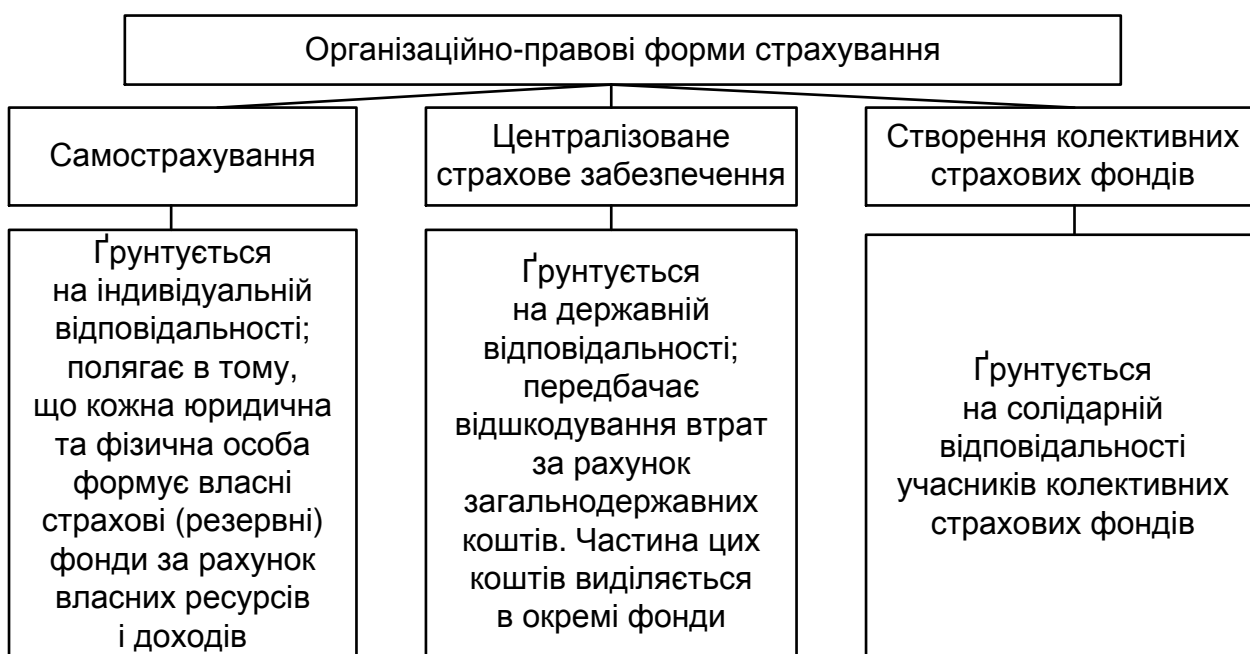 Організаційно-правові форми страхування
Самострахування
Централізоване
страхове забезпечення
Створення колективних
страхових фондів
Ґрунтується
на індивідуальній
відповідальності;
полягає в тому,
що кожна юридична
та фізична особа
формує власні
страхові (резервні)
фонди за рахунок
власних ресурсів
і доходів
Ґрунтується
на державній
відповідальності;
передбачає
відшкодування втрат
за рахунок
загальнодержавних
коштів. Частина цих
коштів виділяється
в окремі фонди
Ґрунтується
на солідарній
відповідальності
учасників колективних
страхових фондів